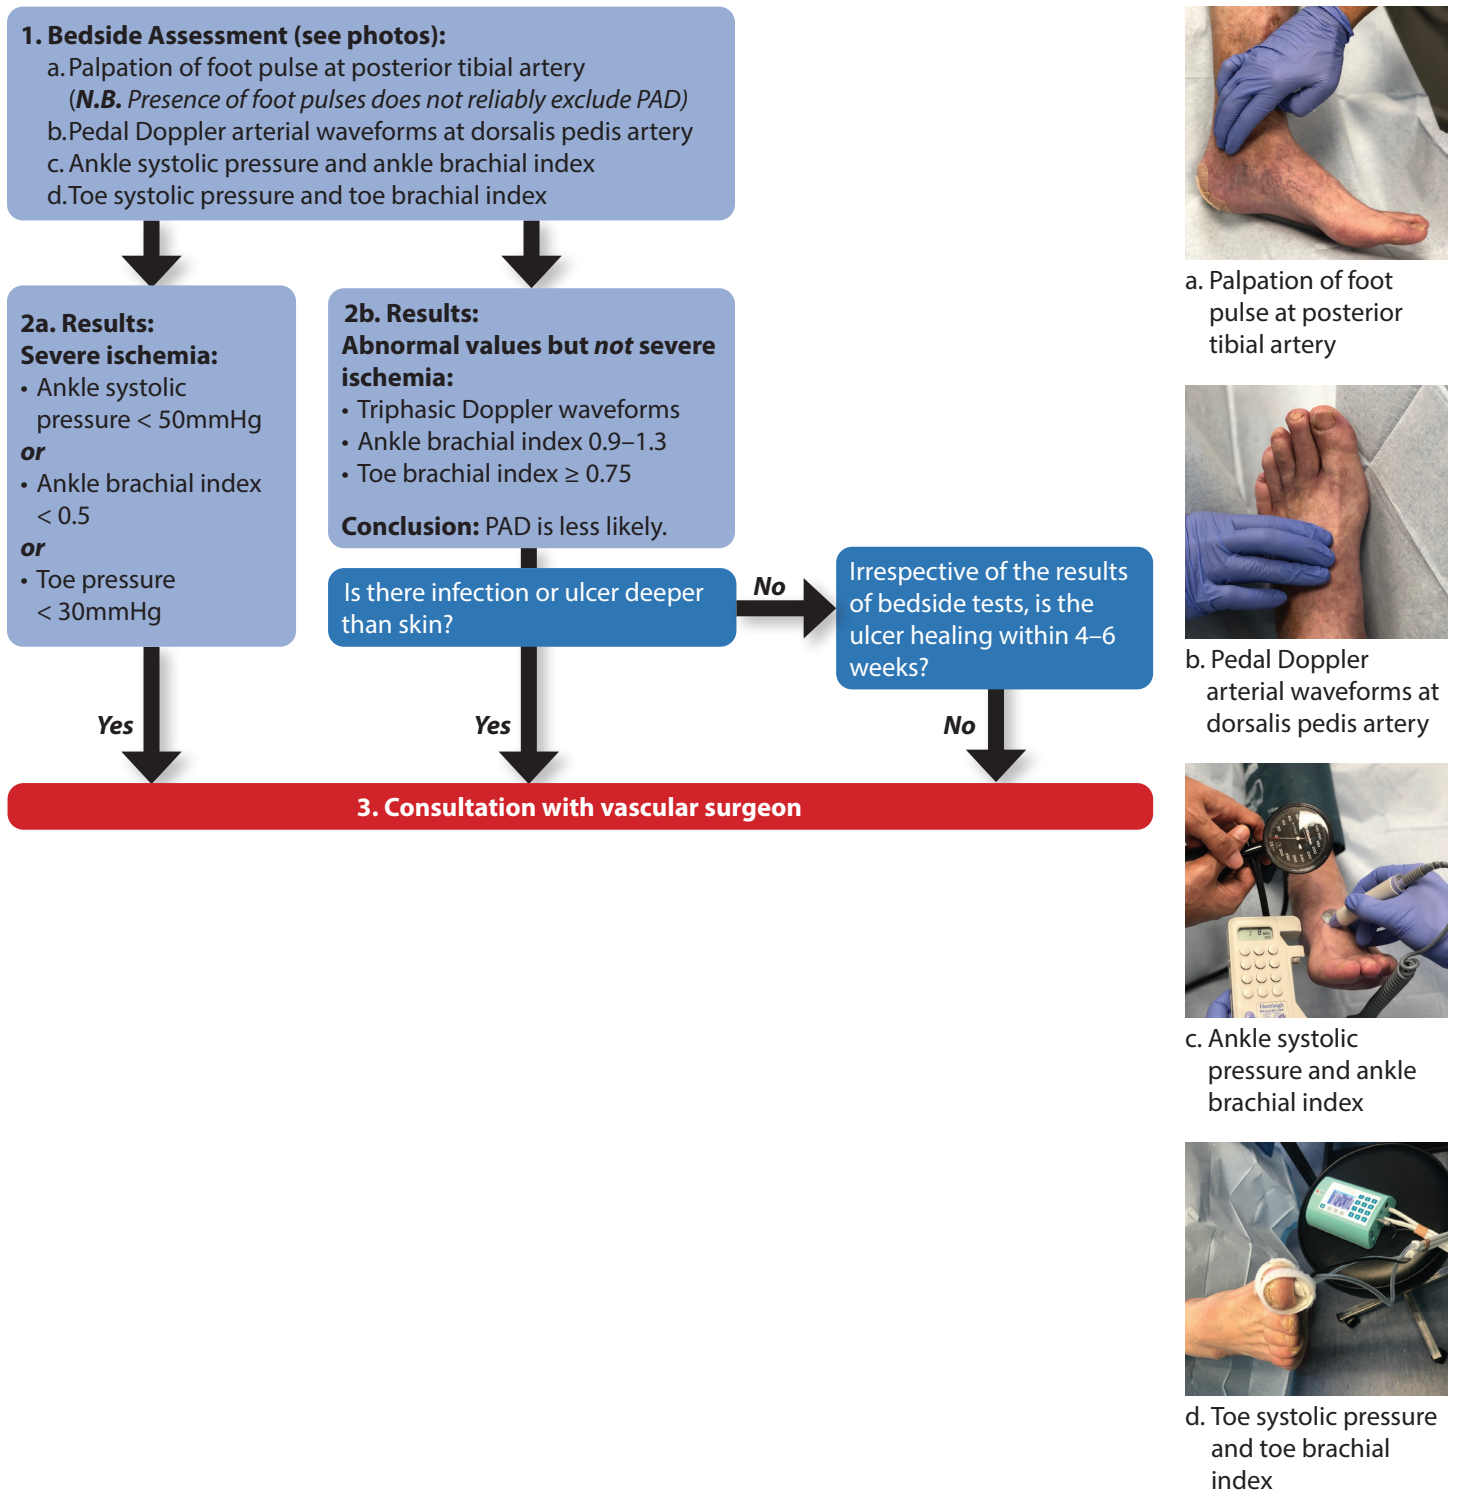 1. Bedside Assessment (see photos):
a. Palpation of foot pulse at posterior tibial artery
(N.B. Presence of foot pulses does not reliably exclude PAD)
b. Pedal Doppler arterial waveforms at dorsalis pedis artery
c. Ankle systolic pressure and ankle brachial index
d. Toe systolic pressure and toe brachial index
2a. Results:
Severe ischemia:
• Ankle systolic
pressure < 50mmHg
or
• Ankle brachial index
< 0.5
or
• Toe pressure
< 30mmHg
2b. Results:
Abnormal values but not severe
ischemia:
• Triphasic Doppler waveforms
• Ankle brachial index 0.9–1.3
• Toe brachial index ≥ 0.75
Conclusion: PAD is less likely.
Is there infection or ulcer deeper
than skin?
No
Irrespective of the results
of bedside tests, is the
ulcer healing within 4–6
weeks?
Yes
Yes
No
3. Consultation with vascular surgeon
a. Palpation of foot
pulse at posterior
tibial artery
b. Pedal Doppler
arterial waveforms at
dorsalis pedis artery
c. Ankle systolic
pressure and ankle
brachial index
d. Toe systolic pressure
and toe brachial
index